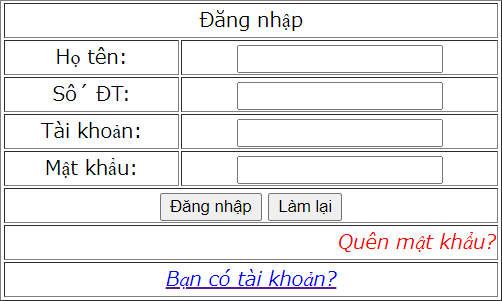 Đăng nhập
Họ tên:
Số ĐT:
Tài khoản:
Mật khẩu:
Đăng nhập Làm lại
Quên mật khẩu?
Bạn có tài khoản?